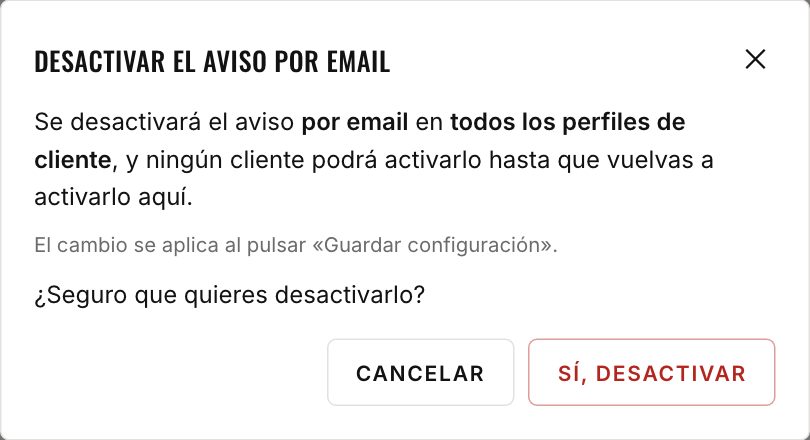 DESACTIVAR EL AVISO POR EMAIL
Se desactivará el aviso por email en todos los perfiles de
cliente, y ningún cliente podrá activarlo hasta que vuelvas a
activarlo aquí.
El cambio se aplica al pulsar «Guardar configuración».
¿Seguro que quieres desactivarlo?
CANCELAR
SÍ, DESACTIVAR